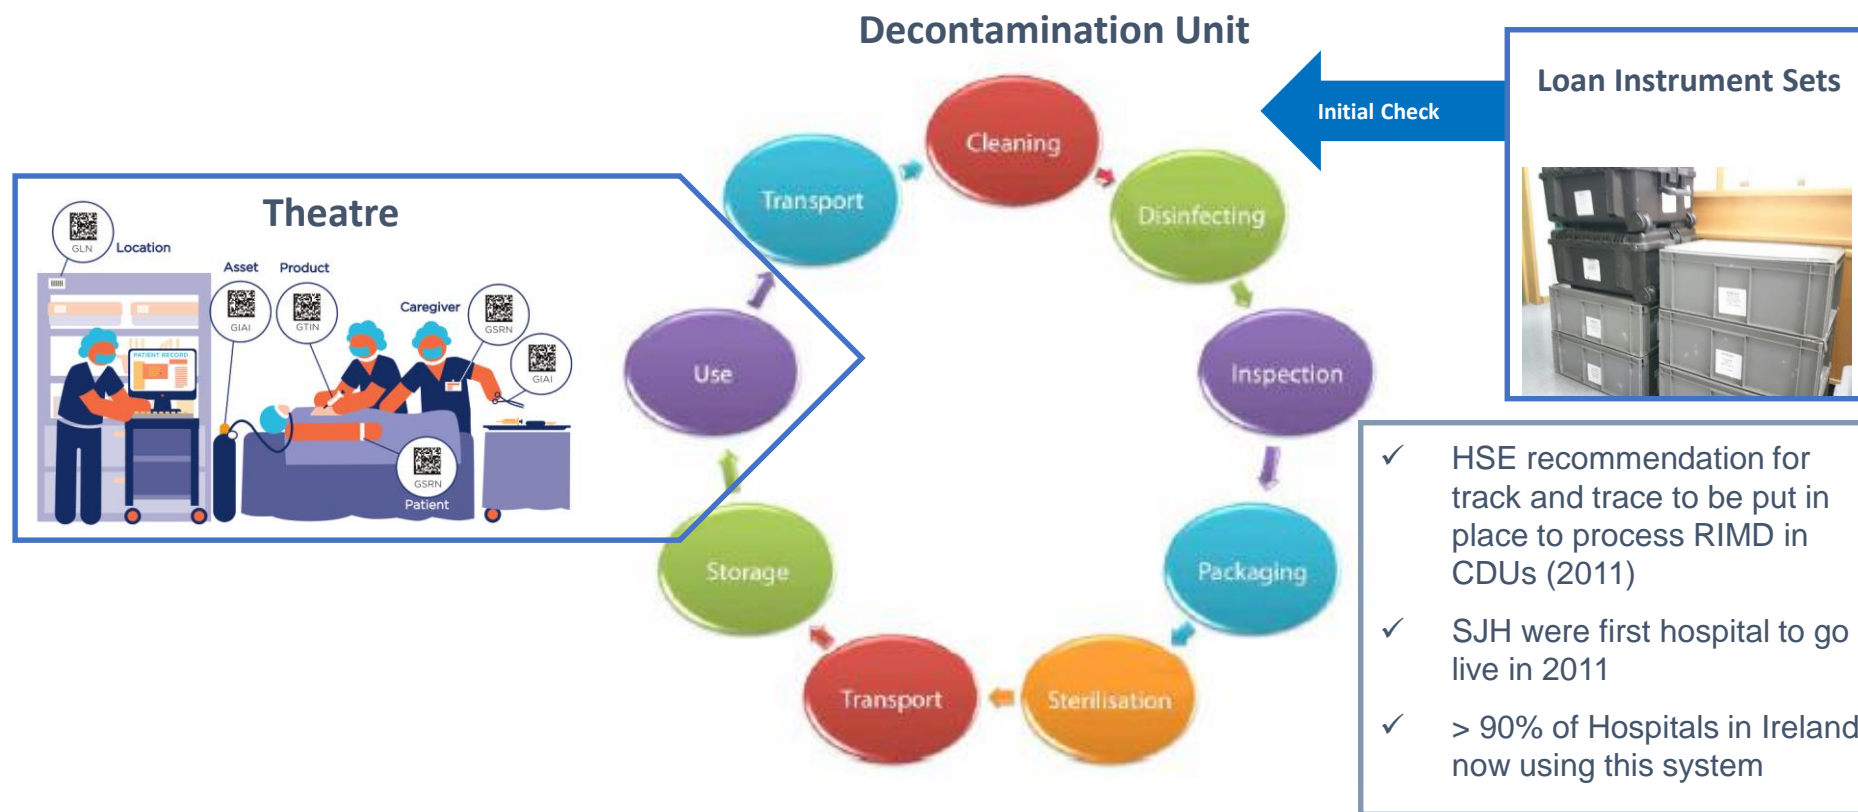 Decontamination Unit
Loan Instrument Sets
Initial Check
Cleaning
Transport
Disinfecting
Theatre
GLN
Location
Asset
Product
GIAI
GTIN
Caregiver
GSRN
GIAI
PATIENT RECORD
GSRN
Patient
Use
Inspection
Storage
Packaging
Transport
Sterilisation
✓ HSE recommendation for
track and trace to be put in
place to process RIMD in
CDUs (2011)
✓ SJH were first hospital to go
live in 2011
✓ > 90% of Hospitals in Ireland
now using this system